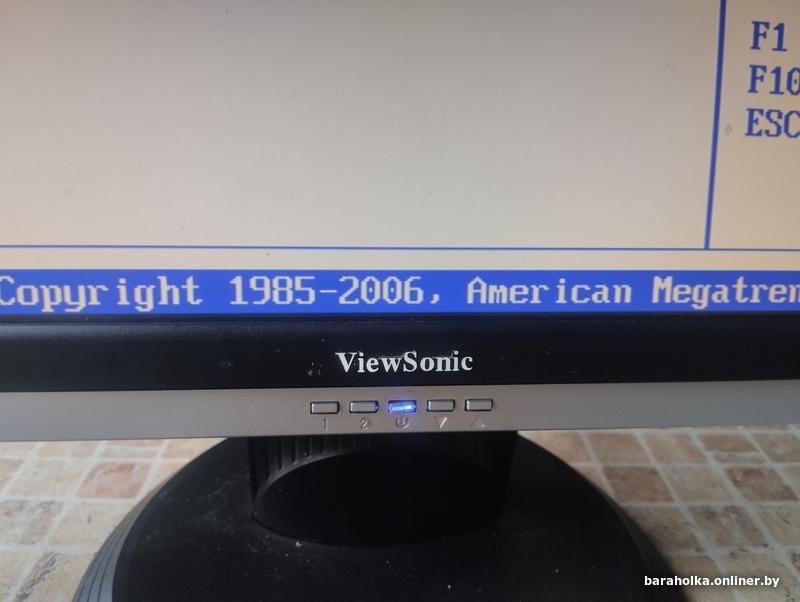 F1
F10
ESC
Copyright 1985-2006, American Megatren
ViewSonic
1 2
baraholka.onliner.by